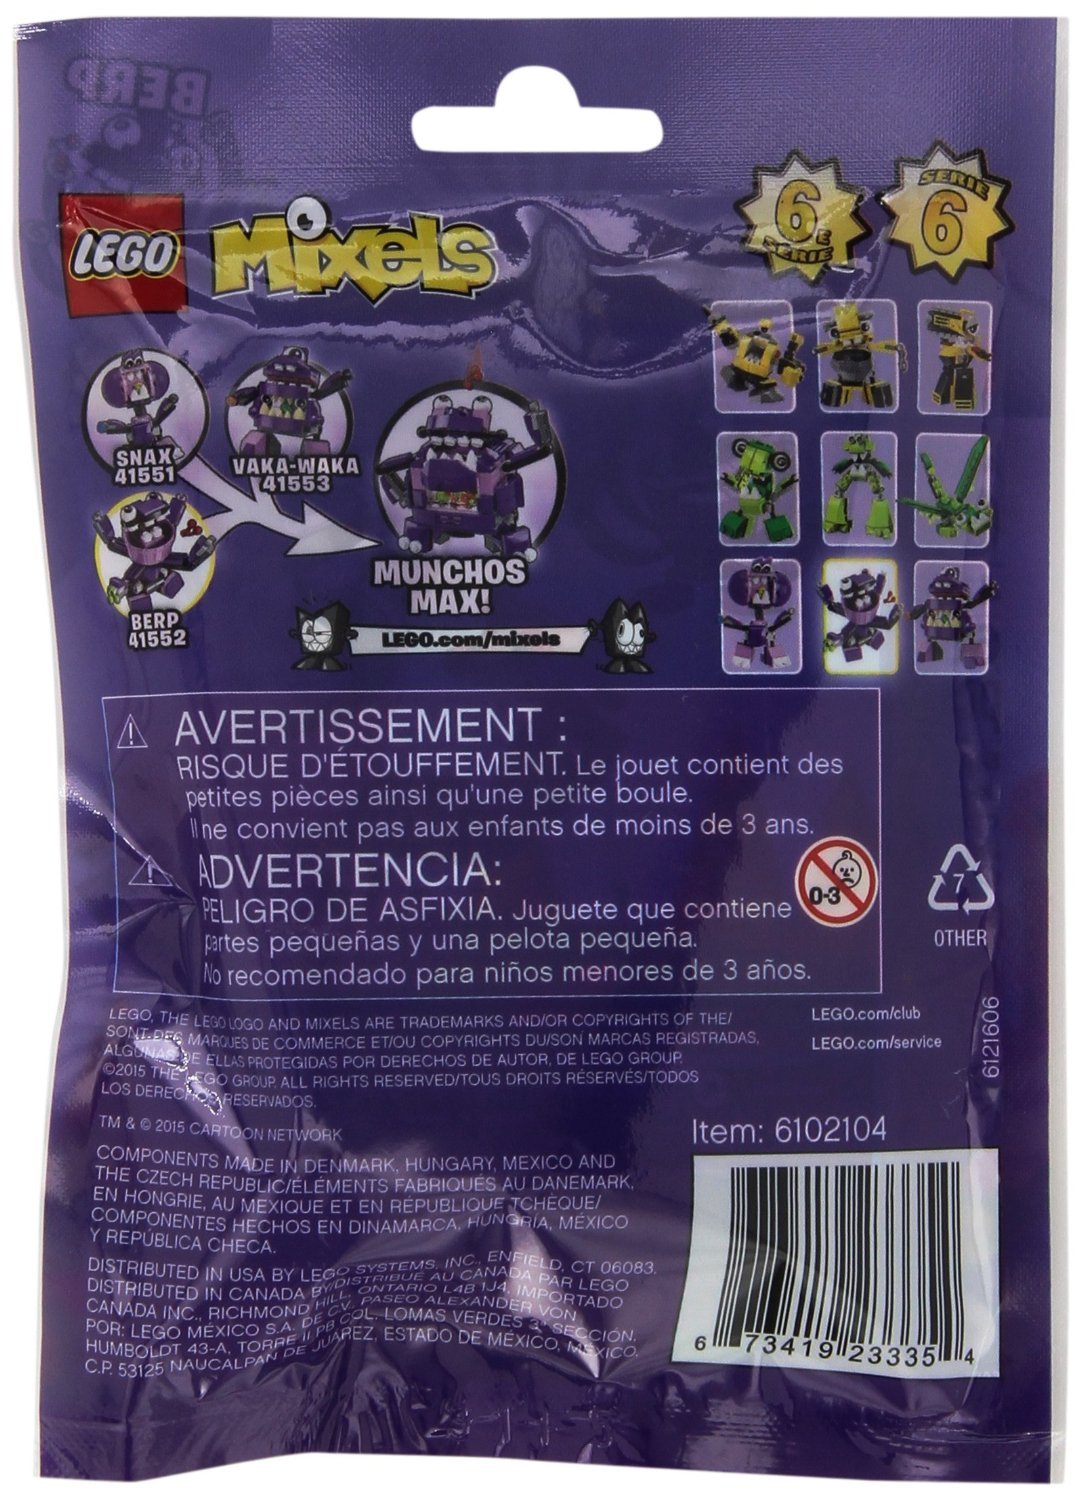 BERP
LEGO Mixels
6 E
SERIE
SERIE
6
SNAX
41551
VAKA-WAKA
41553
BERP
41552
MUNCHOS
MAX!
LEGO.com/mixels
AVERTISSEMENT :
RISQUE D'ÉTOUFFEMENT. Le jouet contient des
petites pièces ainsi qu'une petite boule.
Il ne convient pas aux enfants de moins de 3 ans.
ADVERTENCIA:
PELIGRO DE ASFIXIA. Juguete que contiene
partes pequeñas y una pelota pequeña.
No recomendado para niños menores de 3 años.
0-3
7
OTHER
LEGO, THE LEGO LOGO AND MIXELS ARE TRADEMARKS AND/OR COPYRIGHTS OF THE/
SONT DES MARQUES DE COMMERCE ET/OU COPYRIGHTS DU/SON MARCAS REGISTRADAS,
ALGUNAS DE ELLAS PROTEGIDAS POR DERECHOS DE AUTOR, DE LEGO GROUP.
©2015 THE LEGO GROUP. ALL RIGHTS RESERVED/TOUS DROITS RÉSERVÉS/TODOS
LOS DERECHOS RESERVADOS.
TM & © 2015 CARTOON NETWORK
LEGO.com/club
LEGO.com/service
6121606
COMPONENTS MADE IN DENMARK, HUNGARY, MEXICO AND
THE CZECH REPUBLIC/ÉLÉMENTS FABRIQUÉS AU DANEMARK,
EN HONGRIE, AU MEXIQUE ET EN RÉPUBLIQUE TCHÈQUE/
COMPONENTES HECHOS EN DINAMARCA, HUNGRÍA, MÉXICO
Y REPÚBLICA CHECA.
DISTRIBUTED IN USA BY LEGO SYSTEMS, INC., ENFIELD, CT 06083.
DISTRIBUTED IN CANADA BY/DISTRIBUÉ AU CANADA PAR LEGO
CANADA INC., RICHMOND HILL, ONTARIO L4B 1J4. IMPORTADO
POR: LEGO MÉXICO S.A. DE C.V. PASEO ALEXANDER VON
HUMBOLDT 43-A, TORRE II PB COL. LOMAS VERDES 3ª SECCIÓN,
C.P. 53125 NAUCALPAN DE JUÁREZ, ESTADO DE MÉXICO, MÉXICO.
Item: 6102104
6 73419 23335 4